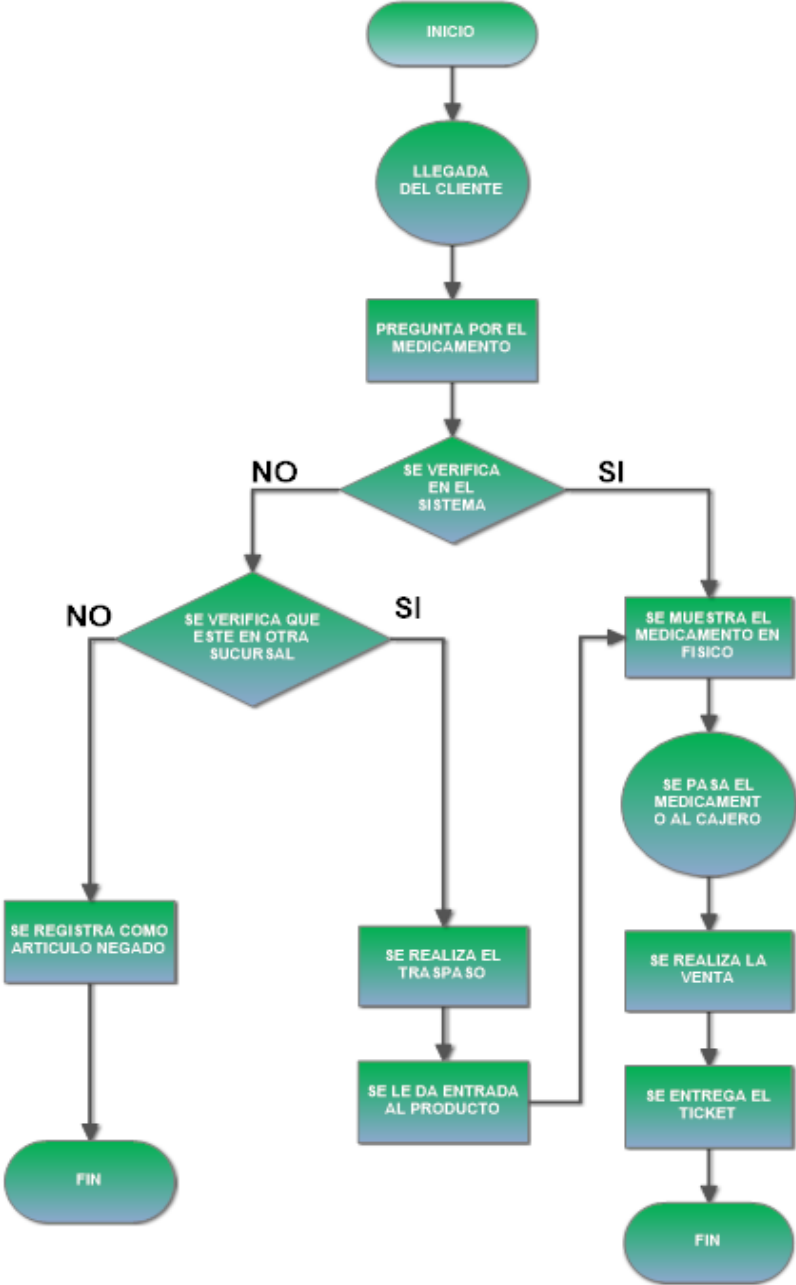 INICIO
LLEGADA
DEL CLIENTE
PREGUNTA POR EL
MEDICAMENTO
SE VERIFICA
EN EL
SISTEMA
NO
SI
SE VERIFICA QUE
ESTE EN OTRA
SUCURSAL
NO
SI
SE MUESTRA EL
MEDICAMENTO EN
FISICO
SE PASA EL
MEDICAMENT
O AL CAJERO
SE REGISTRA COMO
ARTICULO NEGADO
SE REALIZA EL
TRASPASO
SE REALIZA LA
VENTA
SE LE DA ENTRADA
AL PRODUCTO
SE ENTREGA EL
TICKET
FIN
FIN